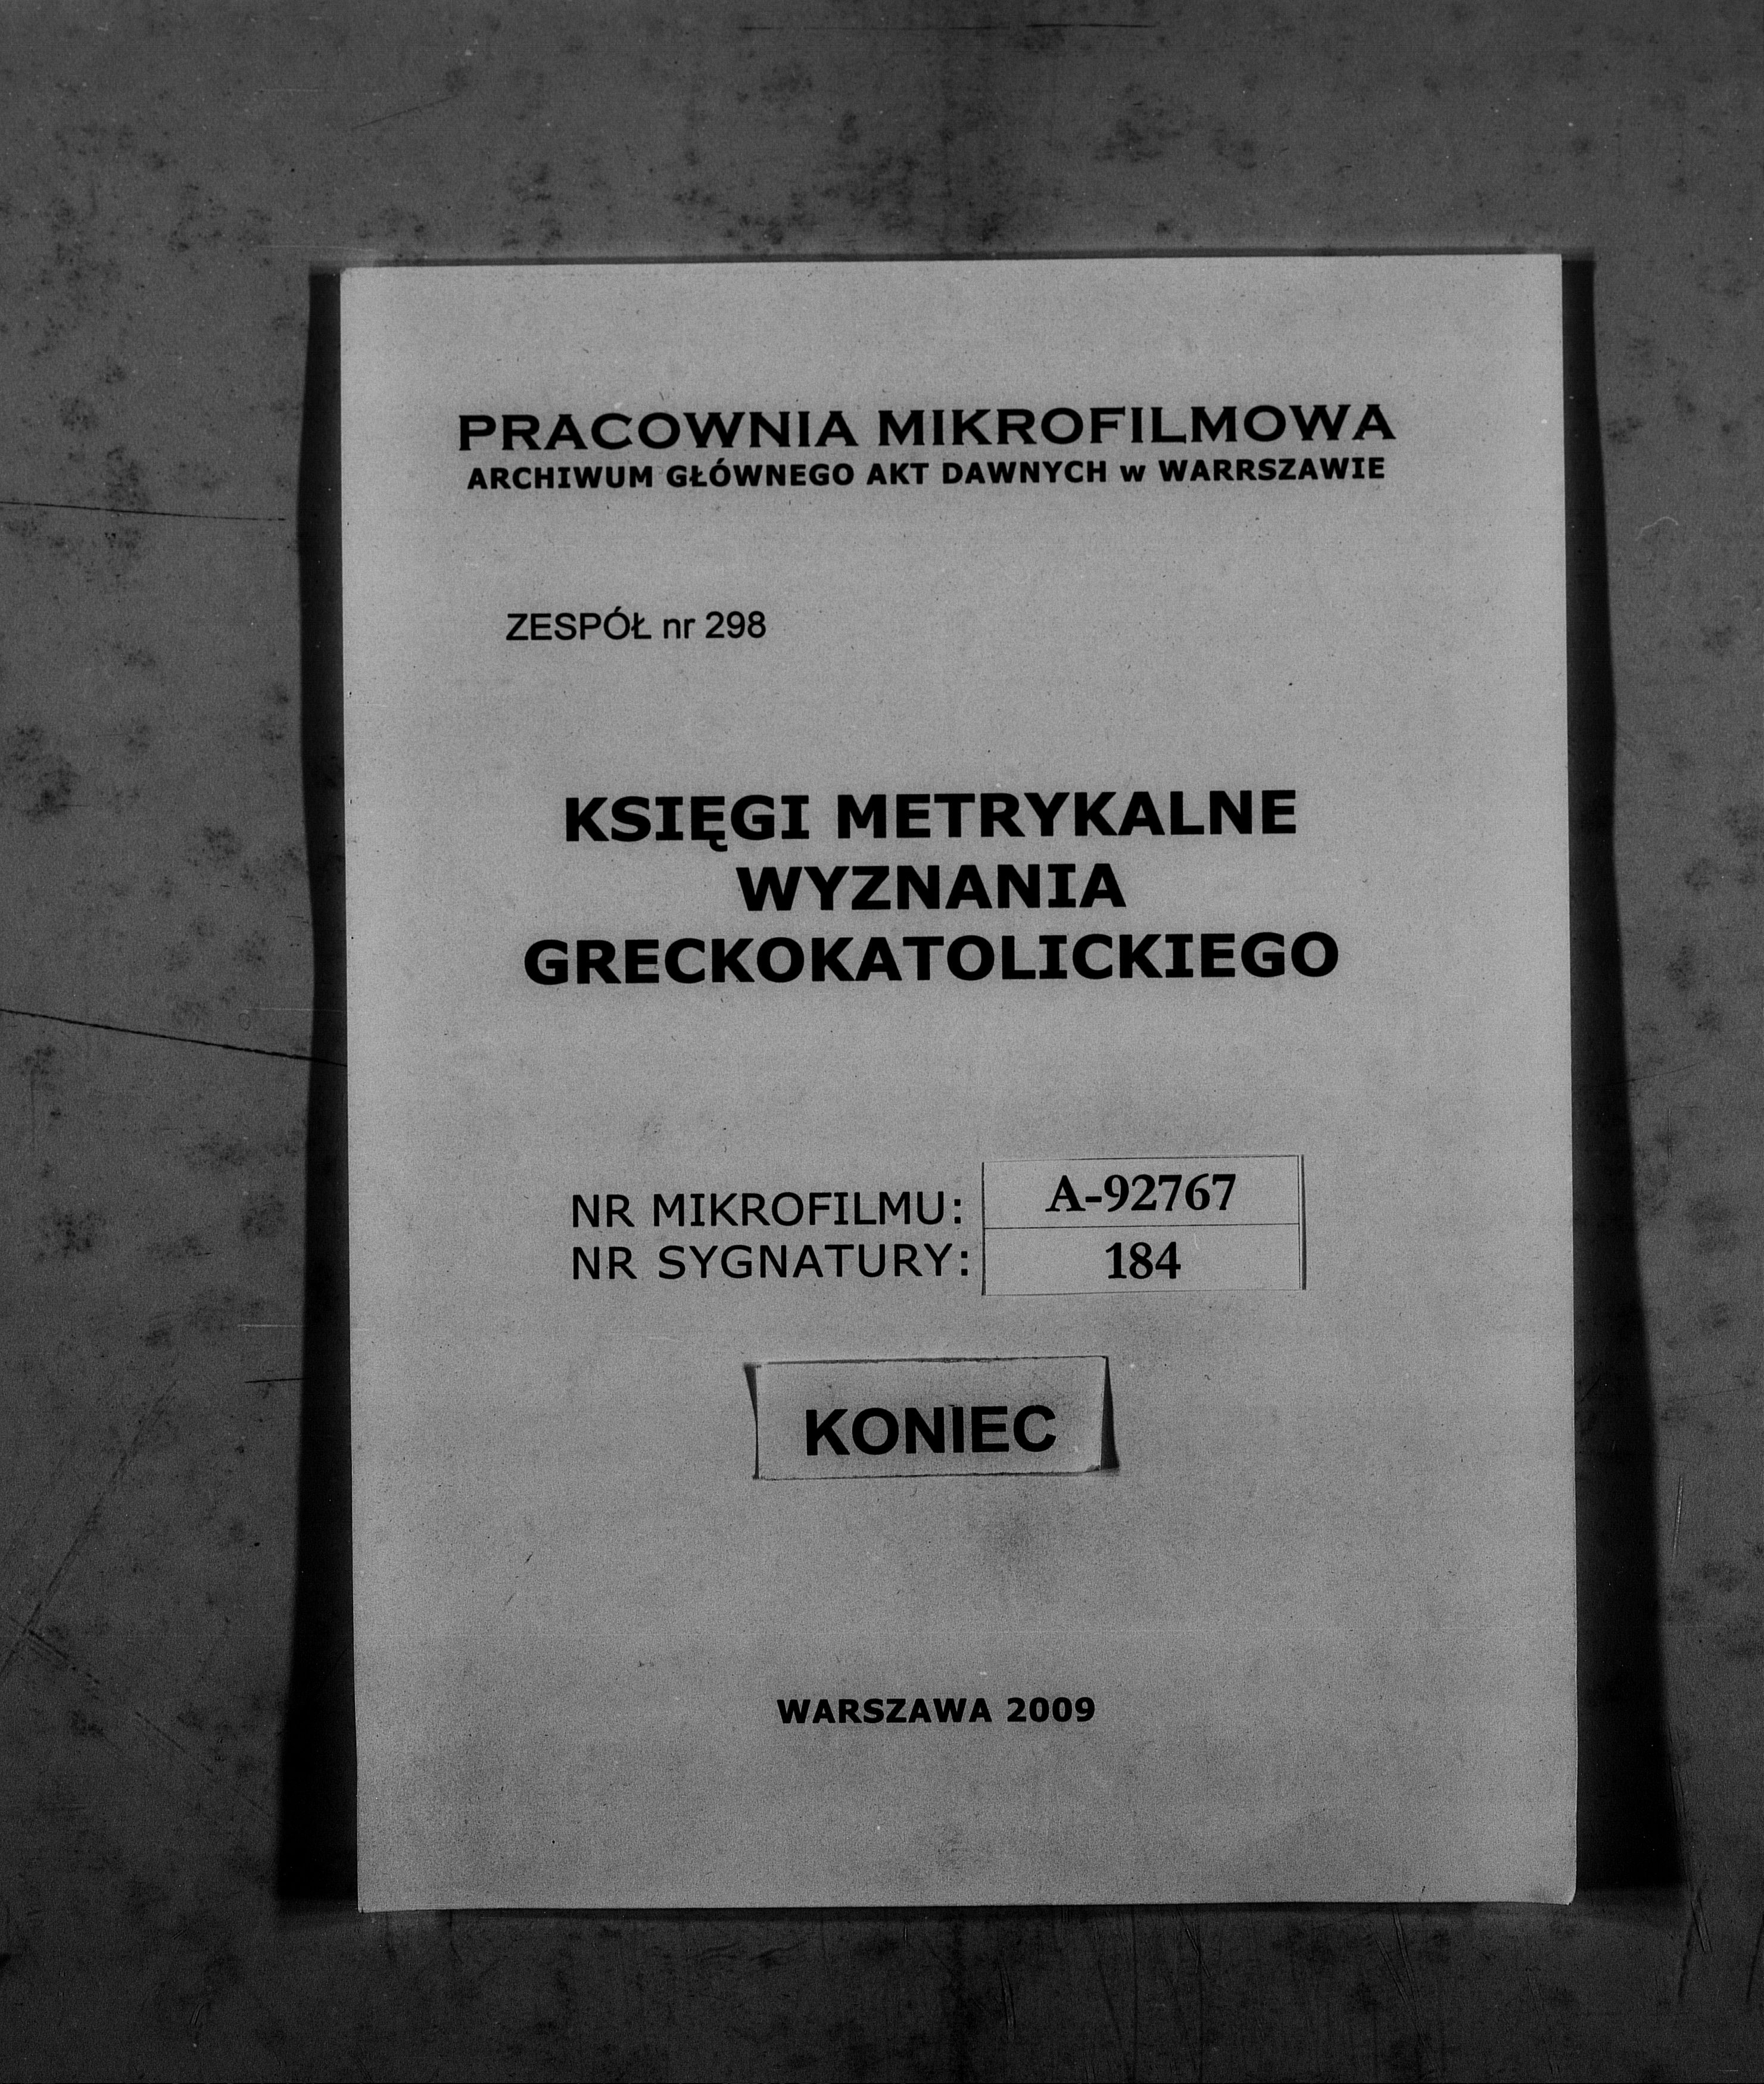 PRACOWNIA MIKROFILMOWA
ARCHIWUM GŁÓWNEGO AKT DAWNYCH w WARRSZAWIE
ZESPÓŁ nr 298
KSIĘGI METRYKALNE
WYZNANIA
GRECKOKATOLICKIEGO
NR MIKROFILMU: A-92767
NR SYGNATURY: 184
KONIEC
WARSZAWA 2009